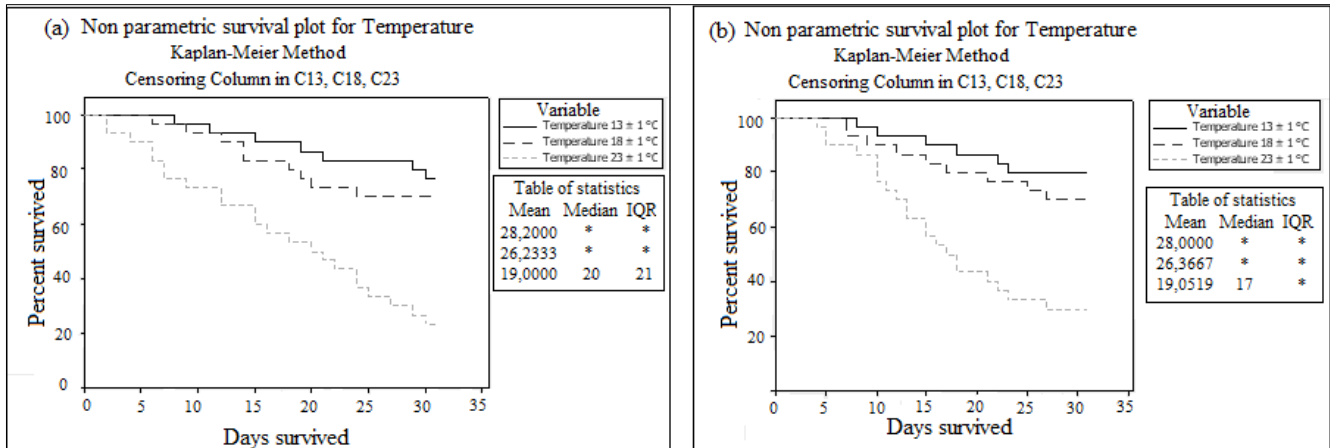 (a) Non parametric survival plot for Temperature
Kaplan-Meier Method
Censoring Column in C13, C18, C23
Percent survived
100
80
60
40
20
0
0 5 10 15 20 25 30 35
Days survived
Variable
Temperature 13 ± 1 °C
Temperature 18 ± 1 °C
Temperature 23 ± 1 °C
Table of statistics
Mean Median IQR
28,2000 * *
26,2333 * *
19,0000 20 21
(b) Non parametric survival plot for Temperature
Kaplan-Meier Method
Censoring Column in C13, C18, C23
Percent survived
100
80
60
40
20
0 5 10 15 20 25 30 35
Days survived
Variable
Temperature 13 ± 1 °C
Temperature 18 ± 1 °C
Temperature 23 ± 1 °C
Table of statistics
Mean Median IQR
28,0000 * *
26,3667 * *
19,0519 17 *